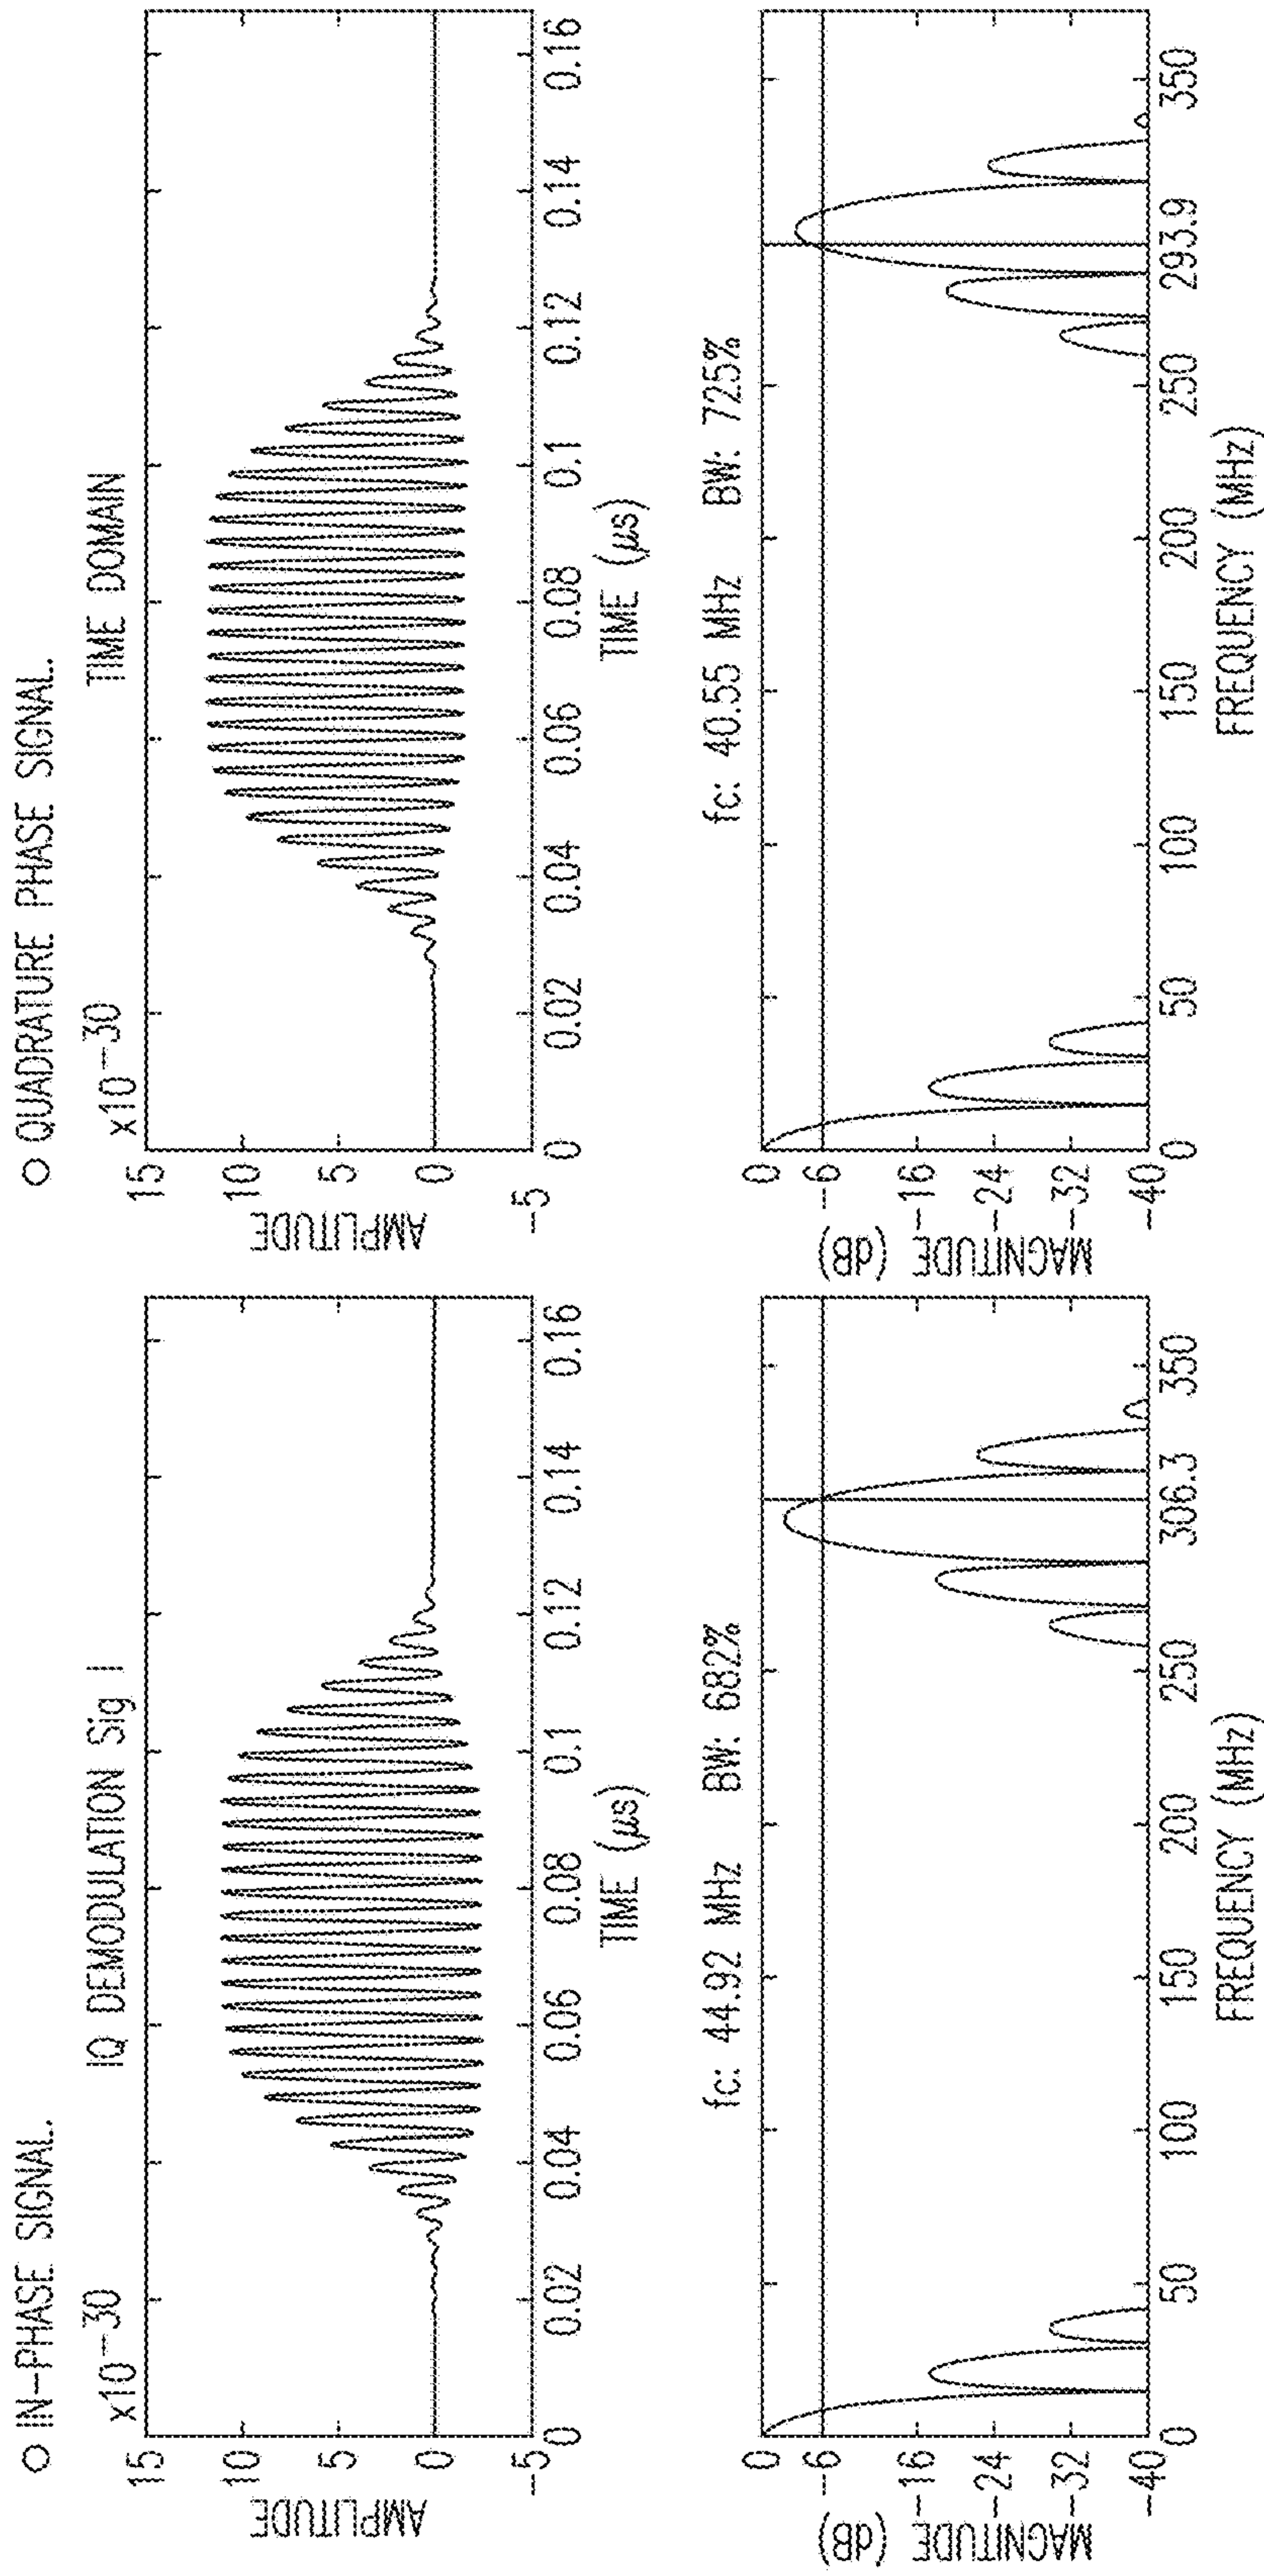 ○ IN-PHASE SIGNAL.
IQ DEMODULATION Sig I
x10−30
15
10
5
0
−5
AMPLITUDE
0 0.02 0.04 0.06 0.08 0.1 0.12 0.14 0.16
TIME (μs)
fc: 44.92 MHz BW: 682%
0
−6
−16
−24
−32
−40
MAGNITUDE (dB)
0 50 100 150 200 250 306.3 350
FREQUENCY (MHz)
○ QUADRATURE PHASE SIGNAL.
TIME DOMAIN
x10−30
15
10
5
0
−5
AMPLITUDE
0 0.02 0.04 0.06 0.08 0.1 0.12 0.14 0.16
TIME (μs)
fc: 40.55 MHz BW: 725%
0
−6
−16
−24
−32
−40
MAGNITUDE (dB)
0 50 100 150 200 250 293.9 350
FREQUENCY (MHz)